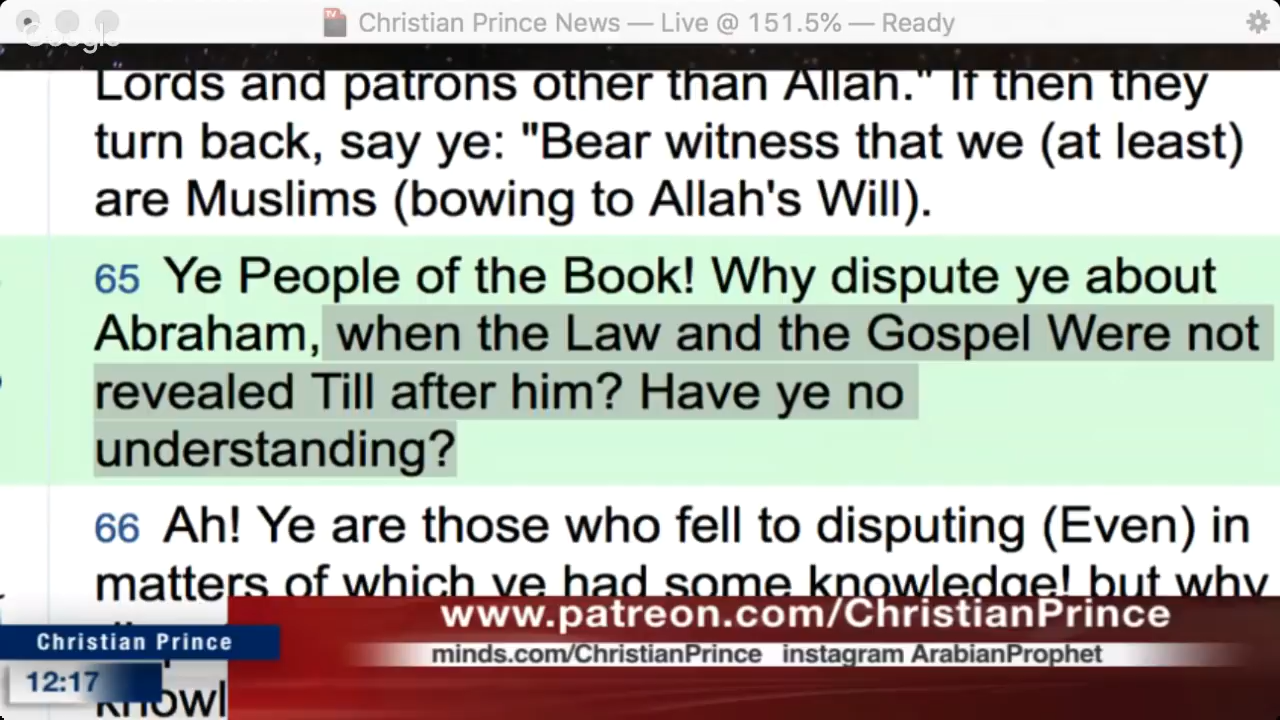 Christian Prince News — Live @ 151.5% — Ready
Google
Lords and patrons other than Allah." If then they
turn back, say ye: "Bear witness that we (at least)
are Muslims (bowing to Allah's Will).
65 Ye People of the Book! Why dispute ye about
Abraham, when the Law and the Gospel Were not
revealed Till after him? Have ye no
understanding?
66 Ah! Ye are those who fell to disputing (Even) in
matters of which ye had some knowledge! but why
www.patreon.com/ChristianPrince
Christian Prince
minds.com/ChristianPrince instagram ArabianProphet
12:17